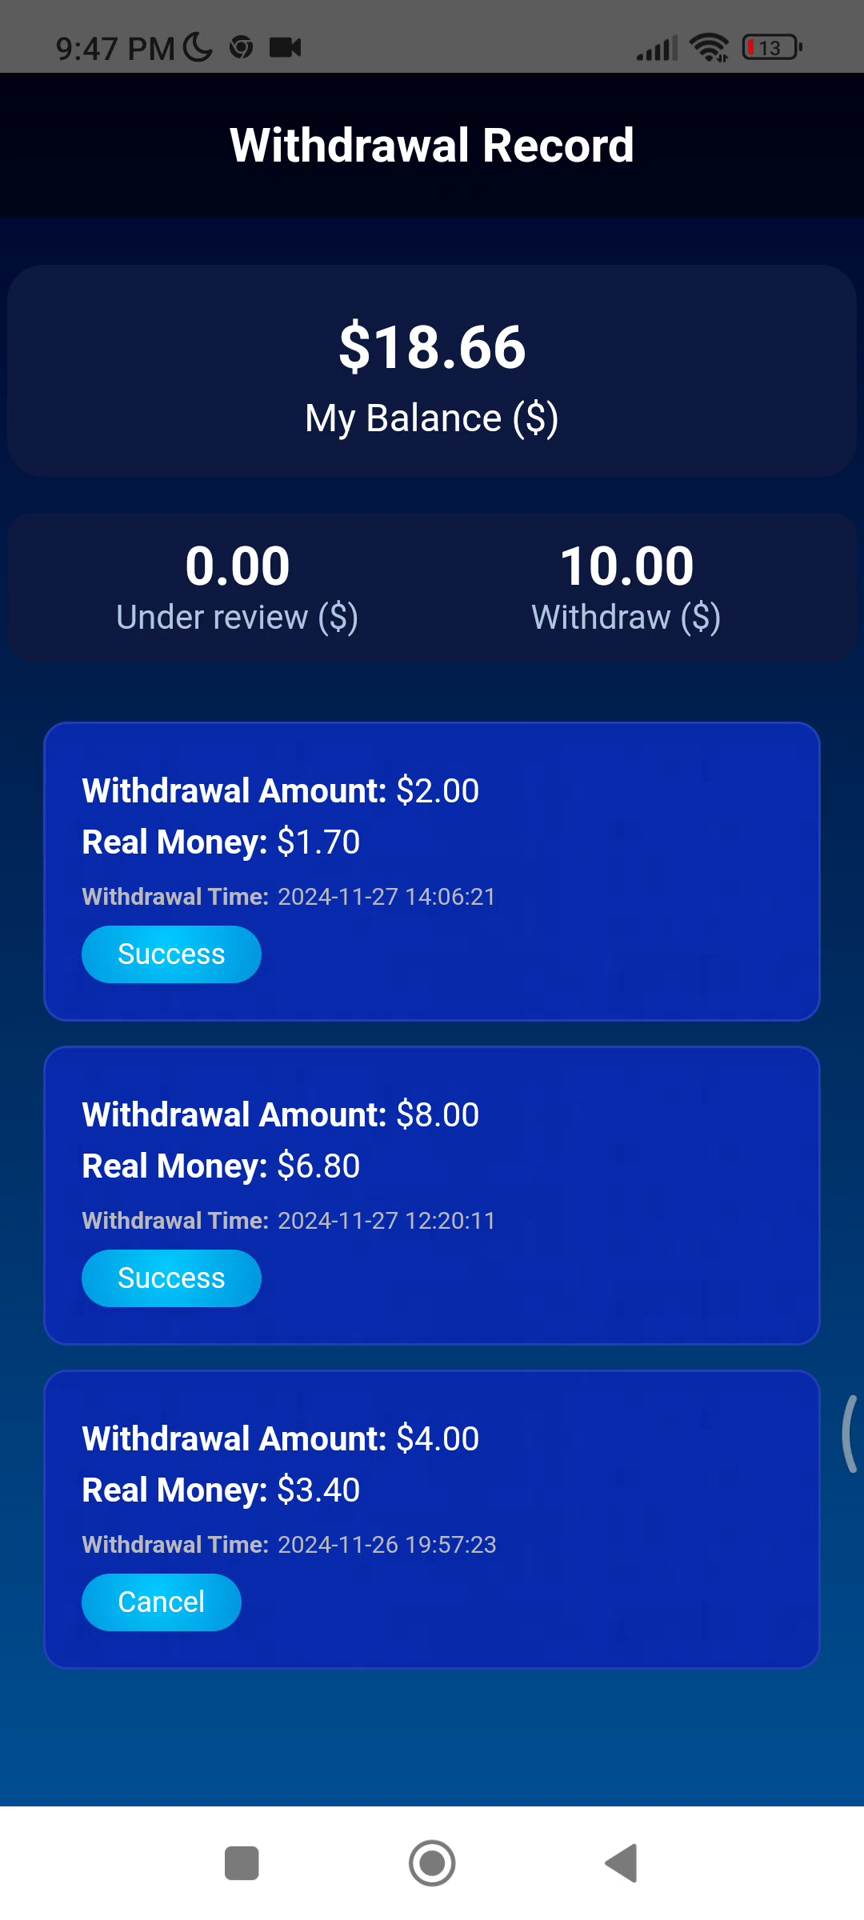 9:47 PM
13
Withdrawal Record
$18.66
My Balance ($)
0.00
Under review ($)
10.00
Withdraw ($)
Withdrawal Amount: $2.00
Real Money: $1.70
Withdrawal Time: 2024-11-27 14:06:21
Success
Withdrawal Amount: $8.00
Real Money: $6.80
Withdrawal Time: 2024-11-27 12:20:11
Success
Withdrawal Amount: $4.00
Real Money: $3.40
Withdrawal Time: 2024-11-26 19:57:23
Cancel